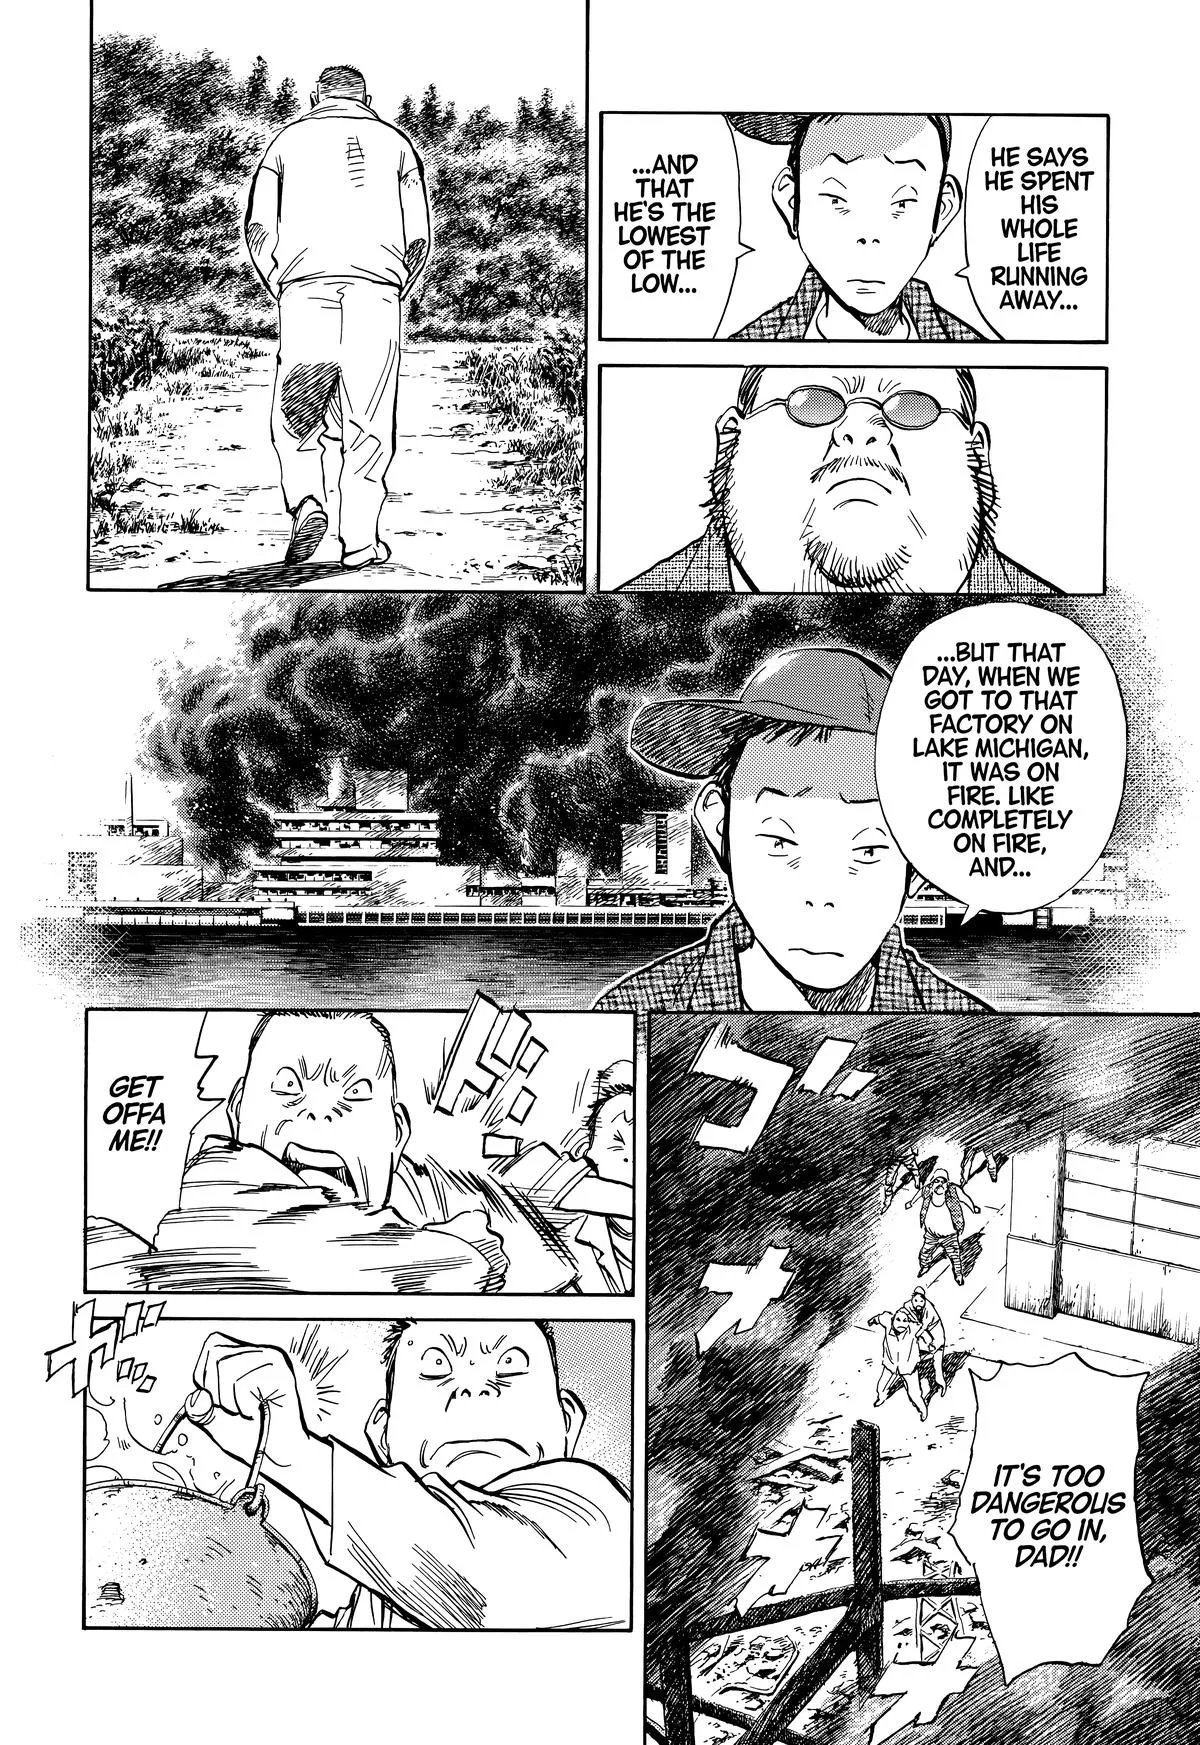 HE SAYS
HE SPENT
HIS
WHOLE
LIFE
RUNNING
AWAY...
...AND
THAT
HE'S THE
LOWEST
OF THE
LOW...
...BUT THAT
DAY, WHEN WE
GOT TO THAT
FACTORY ON
LAKE MICHIGAN,
IT WAS ON
FIRE. LIKE
COMPLETELY
ON FIRE,
AND...
IT'S TOO
DANGEROUS
TO GO IN,
DAD!!
GET
OFFA
ME!!